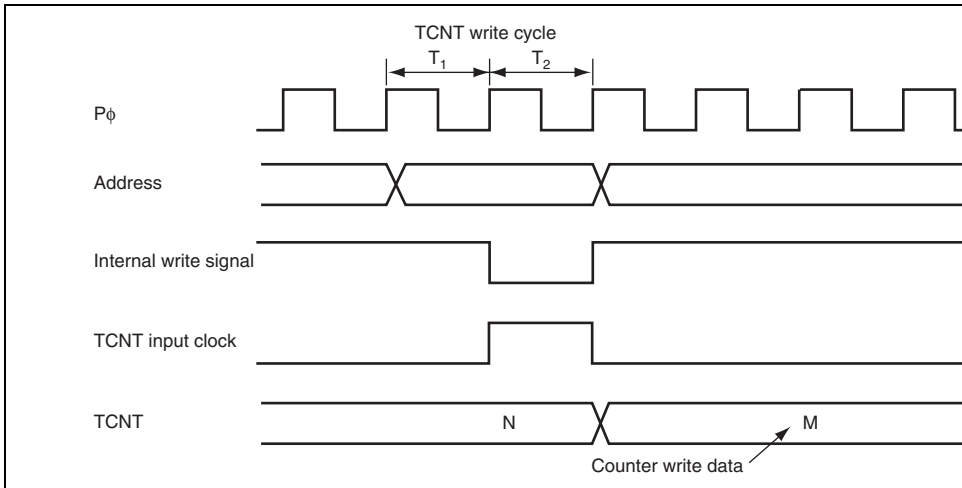 TCNT write cycle
T₁ T₂
Pϕ
Address
Internal write signal
TCNT input clock
TCNT N M
Counter write data